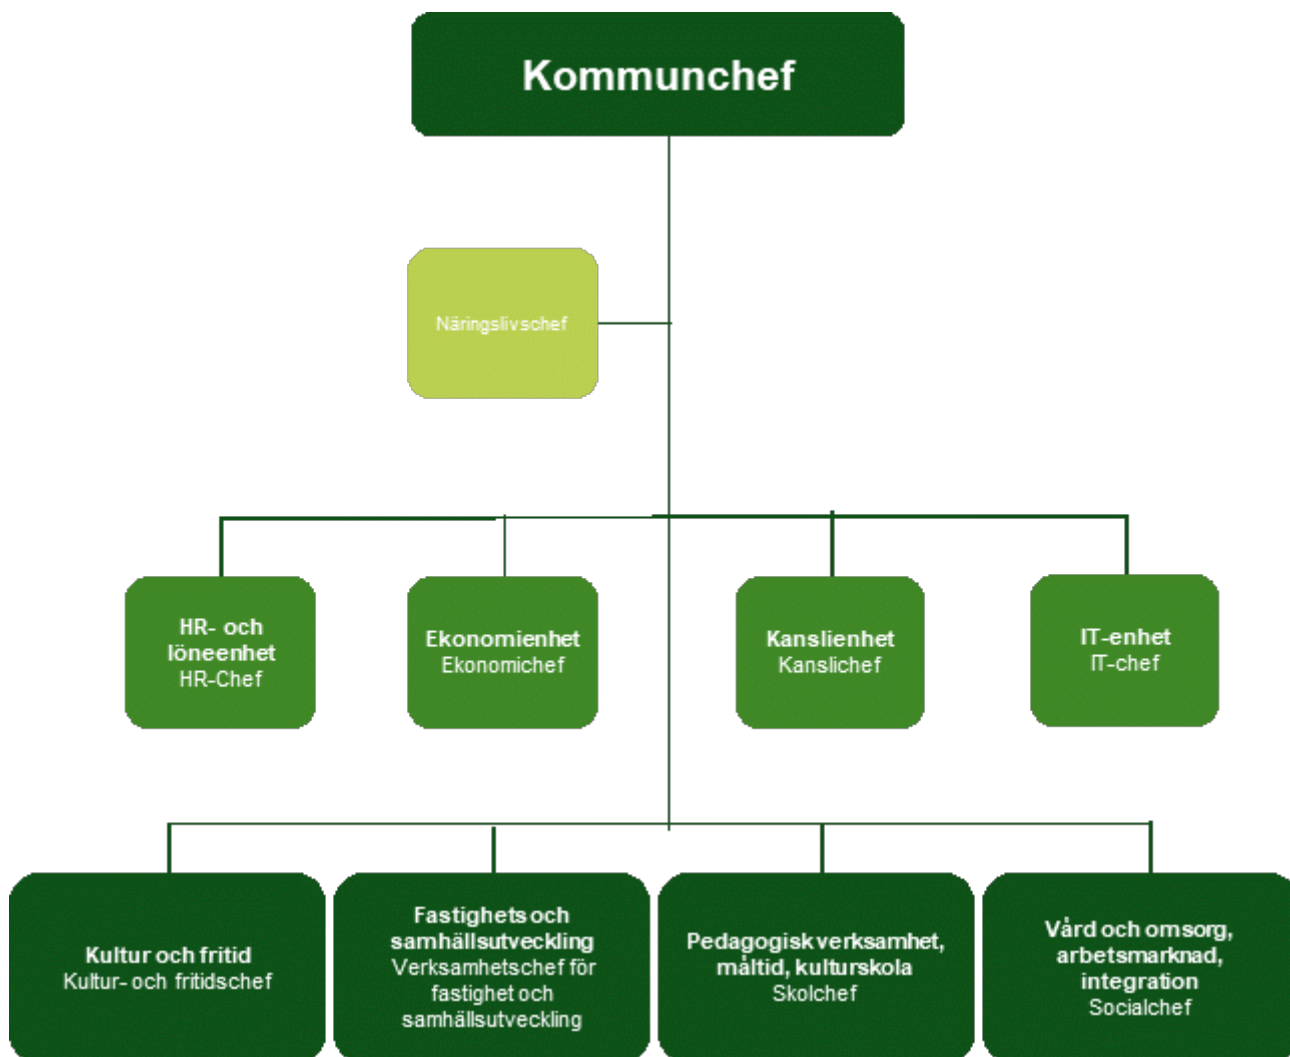 Kommunchef
Näringslivschef
HR- och
löneenhet
HR-Chef
Ekonomienhet
Ekonomichef
Kanslienhet
Kanslichef
IT-enhet
IT-chef
Kultur och fritid
Kultur- och fritidschef
Fastighets och
samhällsutveckling
Verksamhetschef för
fastighet och
samhällsutveckling
Pedagogisk verksamhet,
måltid, kulturskola
Skolchef
Vård och omsorg,
arbetsmarknad,
integration
Socialchef